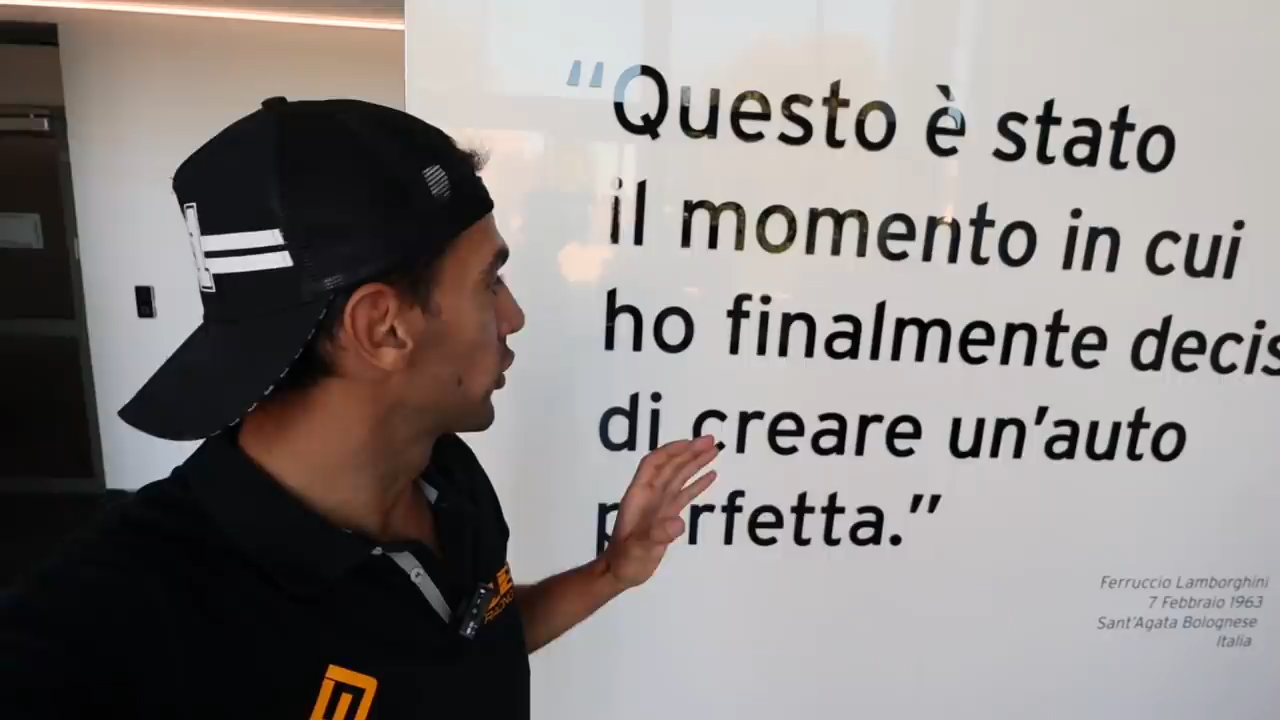 “Questo è stato
il momento in cui
ho finalmente decis
di creare un’auto
perfetta.”
Ferruccio Lamborghini
7 Febbraio 1963
Sant’Agata Bolognese
Italia